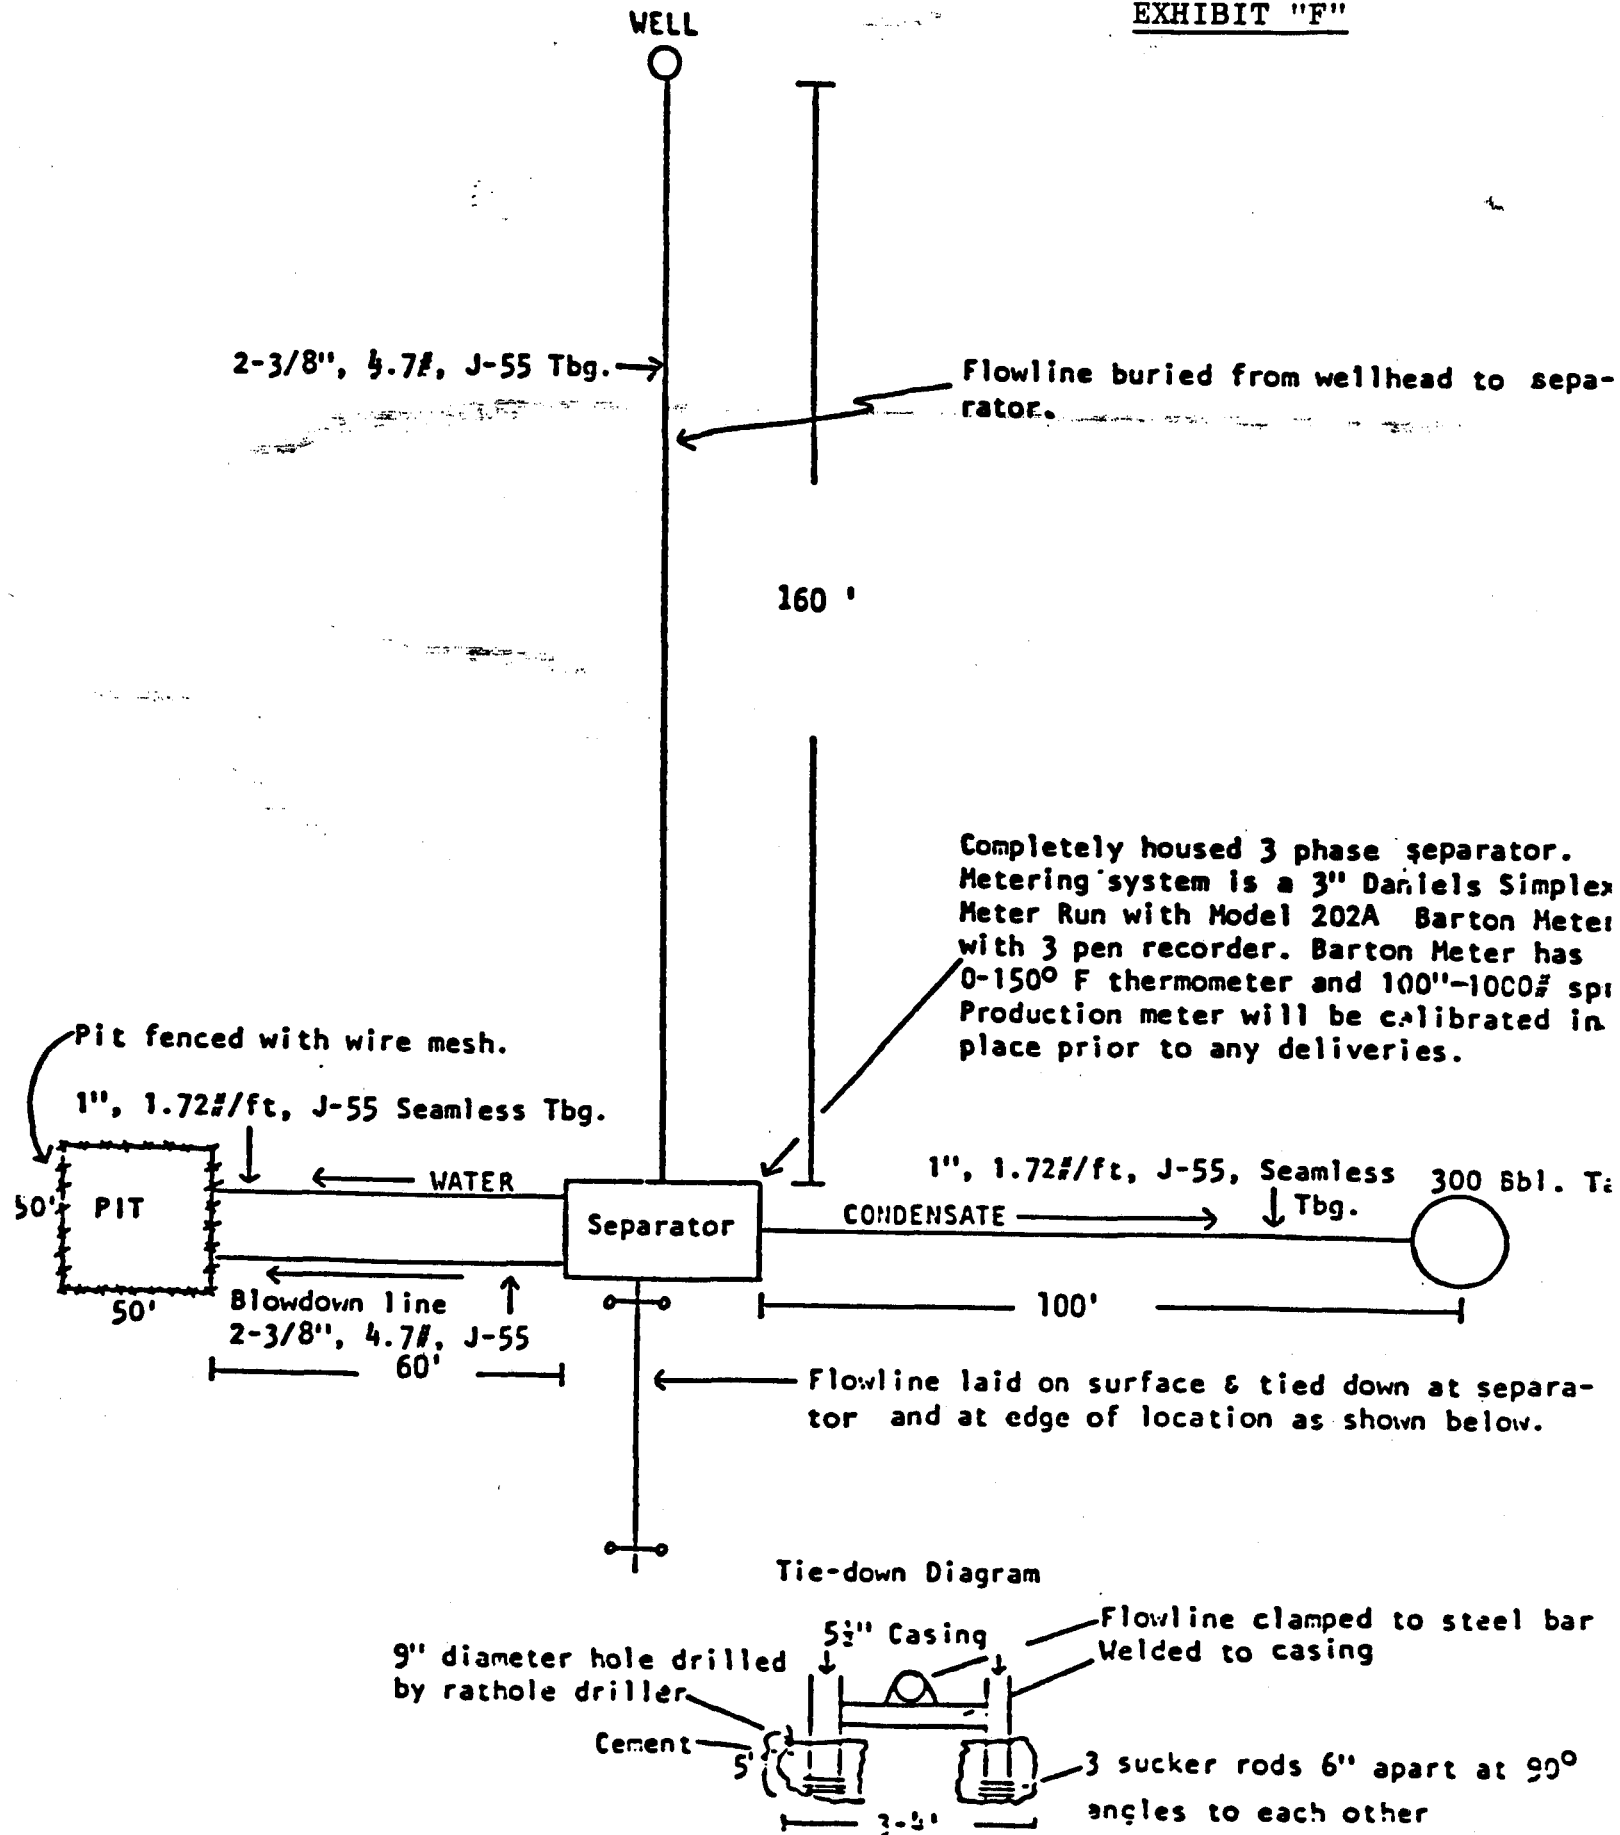 EXHIBIT "F"
WELL
2-3/8", 4.7#, J-55 Tbg.
Flowline buried from wellhead to sepa-
rator.
160 '
Completely housed 3 phase separator.
Metering system is a 3" Daniels Simplex
Meter Run with Model 202A Barton Meter
with 3 pen recorder. Barton Meter has
0-150° F thermometer and 100"-1000#
Production meter will be calibrated in
place prior to any deliveries.
Pit fenced with wire mesh.
1", 1.72#/ft, J-55 Seamless Tbg.
WATER
50'
PIT
50'
Separator
1", 1.72#/ft, J-55, Seamless
Tbg.
300 Bbl.
CONDENSATE
100'
Blowdown line
2-3/8", 4.7#, J-55
60'
Flowline laid on surface & tied down at separa-
tor and at edge of location as shown below.
Tie-down Diagram
5½" Casing
Flowline clamped to steel bar
Welded to casing
9" diameter hole drilled
by rathole driller
Cement
5'
3 sucker rods 6" apart at 90°
angles to each other
3-4'